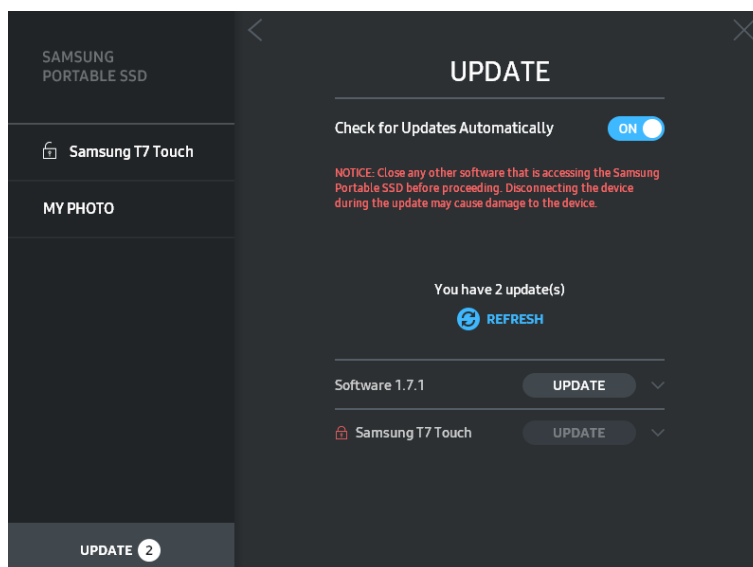 SAMSUNG
PORTABLE SSD
Samsung T7 Touch
MY PHOTO
UPDATE 2
UPDATE
Check for Updates Automatically ON
NOTICE: Close any other software that is accessing the Samsung
Portable SSD before proceeding. Disconnecting the device
during the update may cause damage to the device.
You have 2 update(s)
REFRESH
Software 1.7.1 UPDATE
Samsung T7 Touch UPDATE